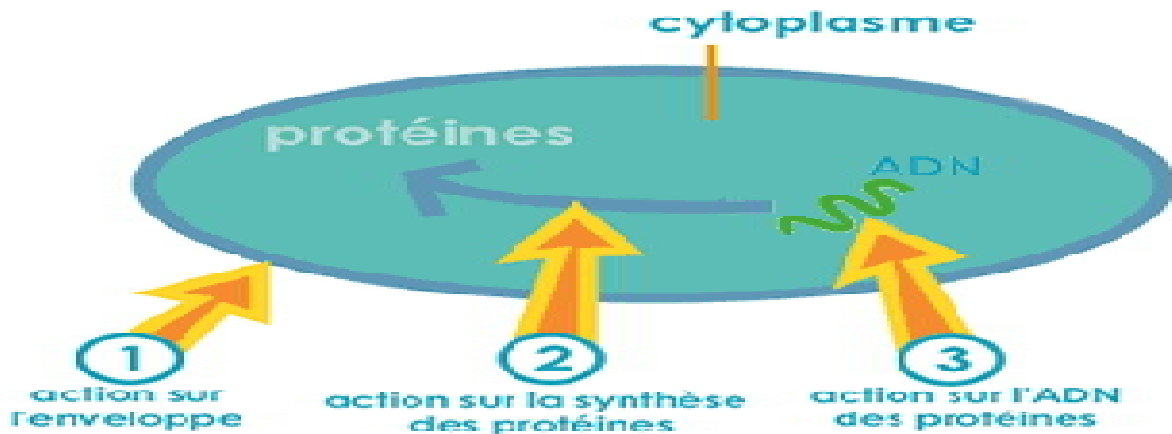 cytoplasme
protéines
ADN
1
action sur
l'enveloppe
2
action sur la synthèse
des protéines
3
action sur l'ADN
des protéines